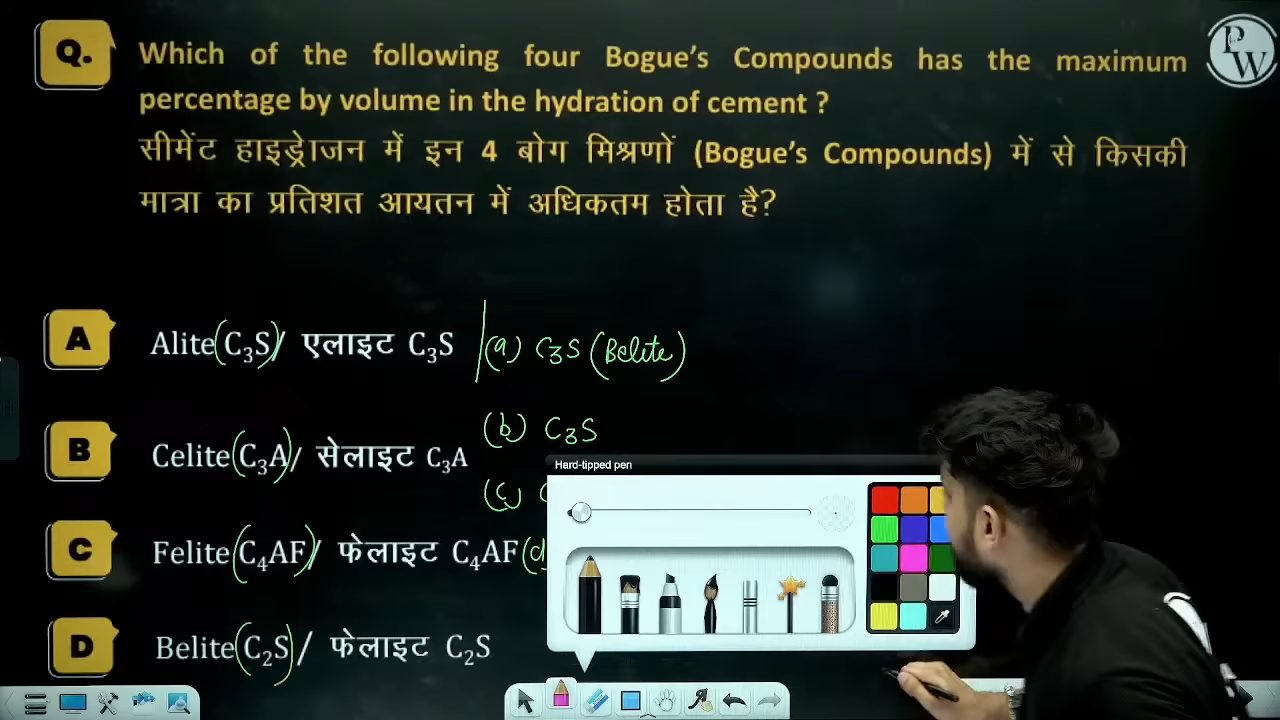 Q.
Which of the following four Bogue's Compounds has the maximum
percentage by volume in the hydration of cement ?
सीमेंट हाइड्रेाजन में इन 4 बोग मिश्रणों (Bogue's Compounds) में से किसकी
मात्रा का प्रतिशत आयतन में अधिकतम होता है?
PW
A Alite(C₃S)/ एलाइट C₃S (a) C₃S (Belite)
(b) C₃S
B Celite(C₃A)/ सेलाइट C₃A
Hard-tipped pen
(c)
C Felite(C₄AF)/ फेलाइट C₄AF (d)
D Belite(C₂S)/ फेलाइट C₂S